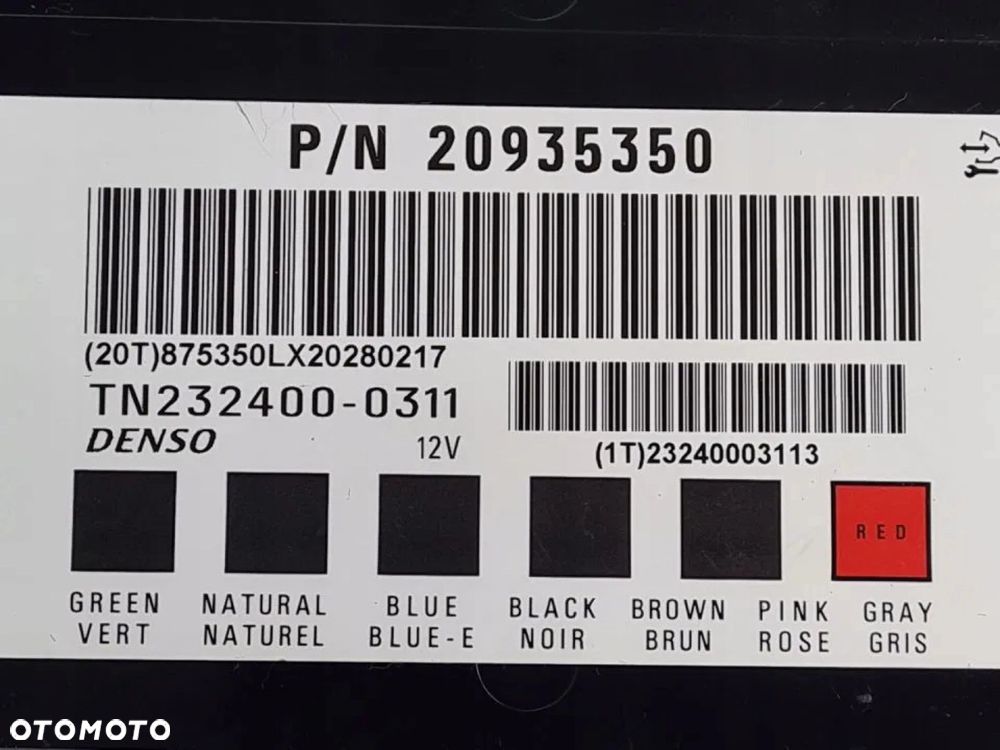 P/N 20935350
(20T)875350LX20280217
TN232400-0311
DENSO 12V
(1T)23240003113
RED
GREEN NATURAL BLUE BLACK BROWN PINK GRAY
VERT NATUREL BLUE-E NOIR BRUN ROSE GRIS
OTOMOTO